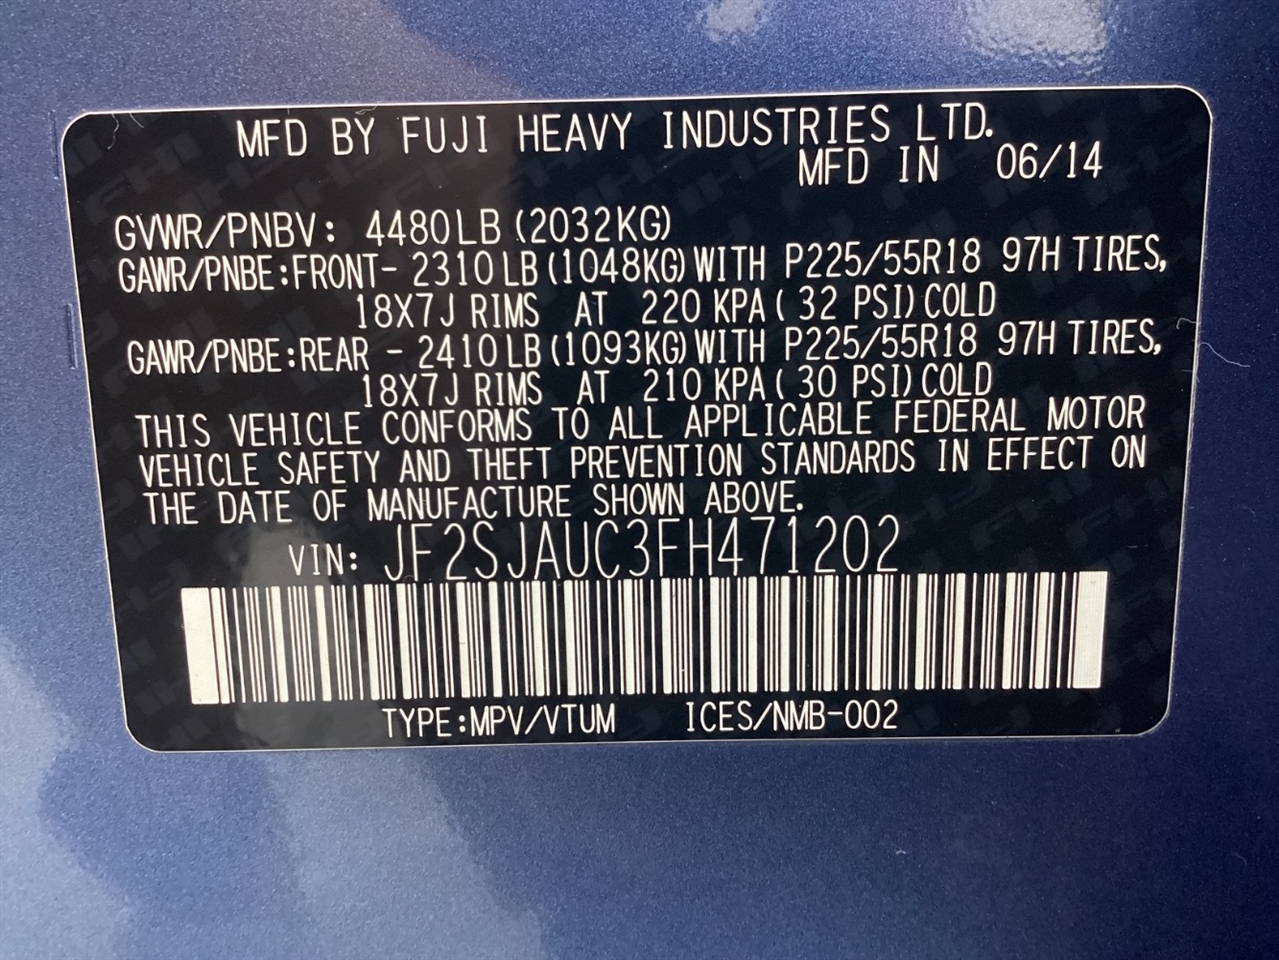 MFD BY FUJI HEAVY INDUSTRIES LTD.
MFD IN 06/14
GVWR/PNBV: 4480LB (2032KG)
GAWR/PNBE:FRONT- 2310LB (1048KG) WITH P225/55R18 97H TIRES,
18X7J RIMS AT 220 KPA ( 32 PSI) COLD
GAWR/PNBE:REAR - 2410LB (1093KG) WITH P225/55R18 97H TIRES,
18X7J RIMS AT 210 KPA ( 30 PSI) COLD
THIS VEHICLE CONFORMS TO ALL APPLICABLE FEDERAL MOTOR
VEHICLE SAFETY AND THEFT PREVENTION STANDARDS IN EFFECT ON
THE DATE OF MANUFACTURE SHOWN ABOVE.
VIN: JF2SJAUC3FH471202
TYPE:MPV/VTUM ICES/NMB-002